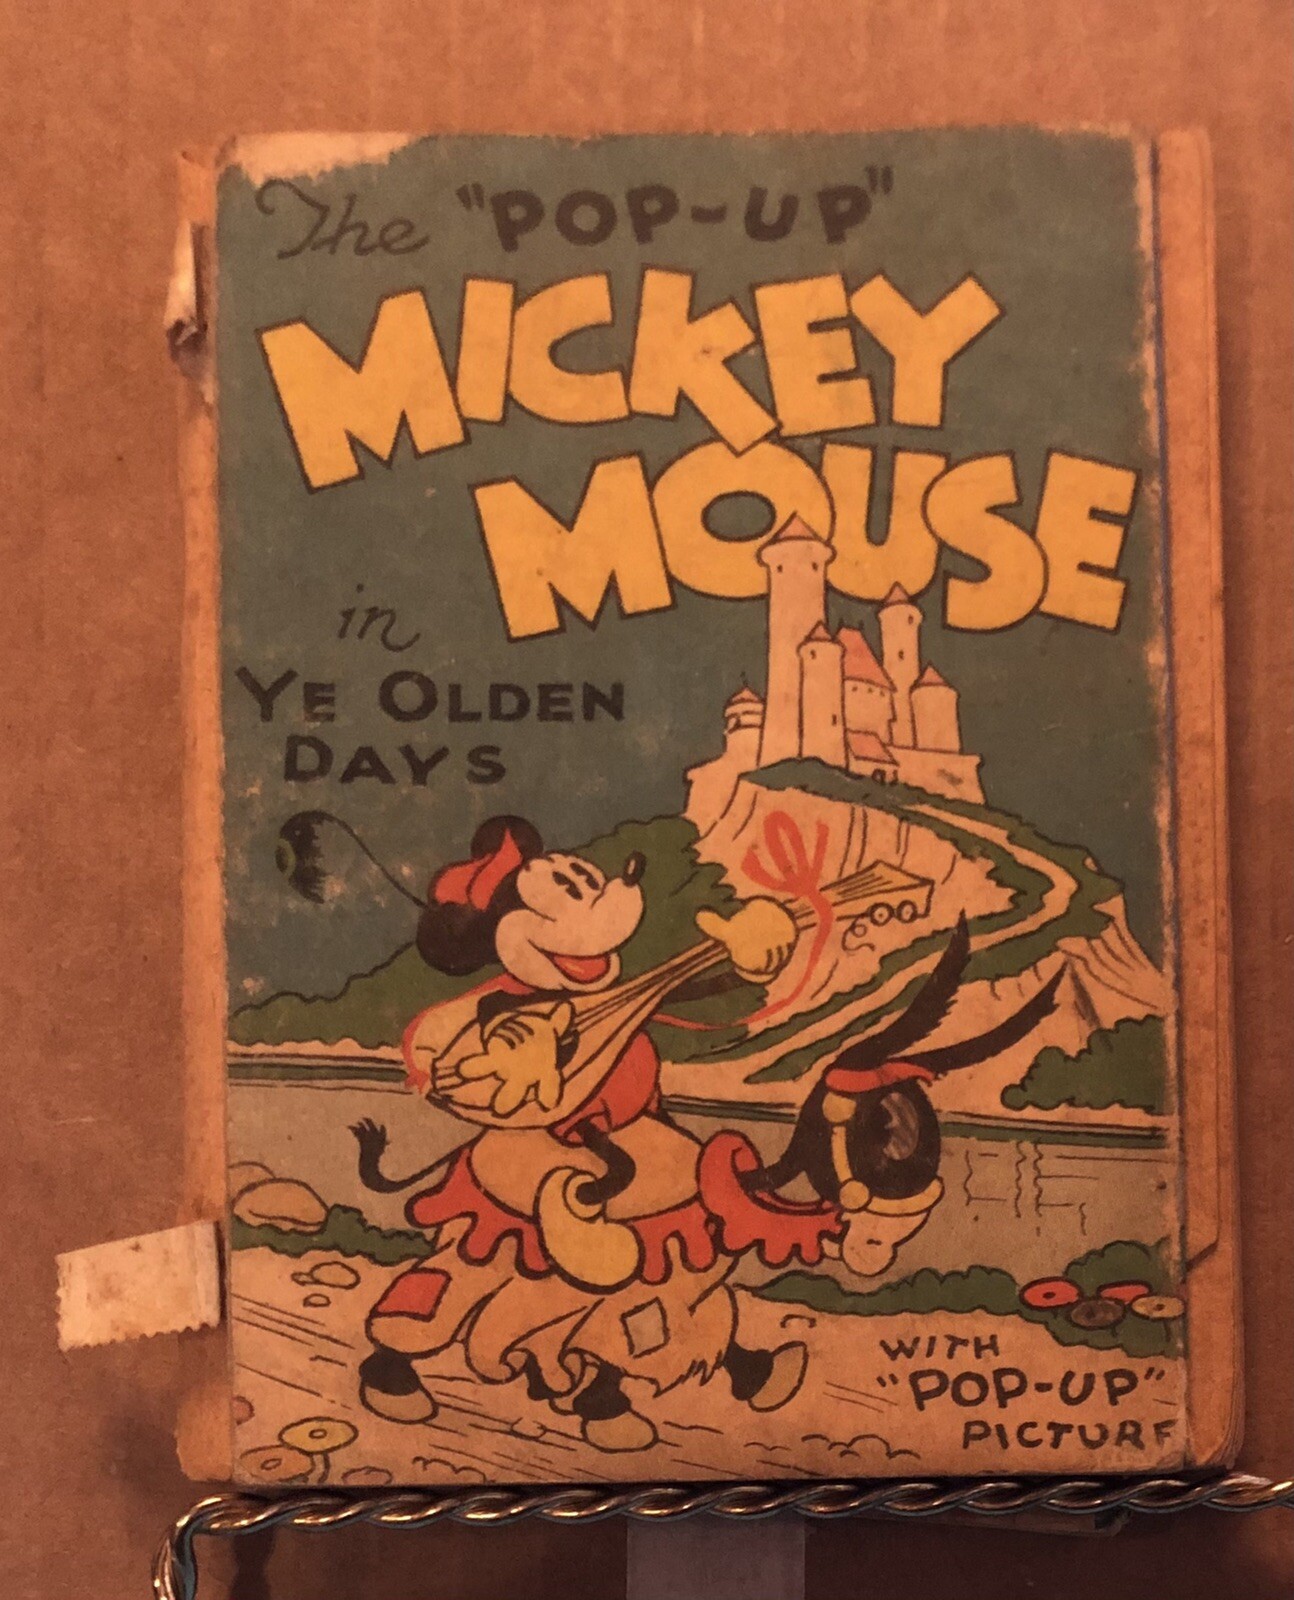 The "POP-UP"
MICKEY
MOUSE
in
YE OLDEN
DAYS
WITH
"POP-UP"
PICTURE